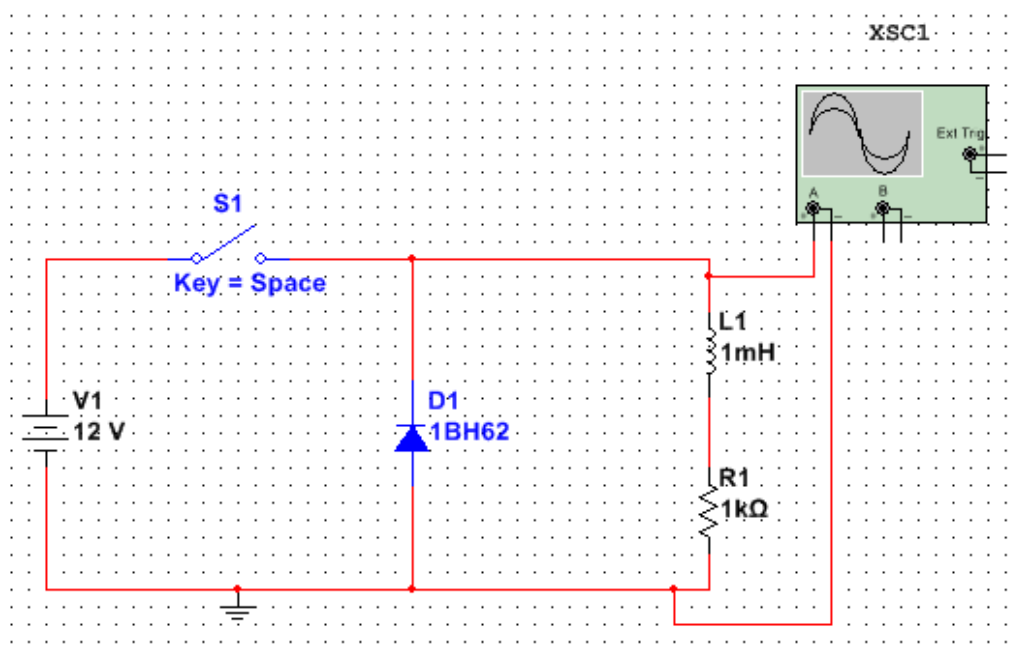 XSC1
Ext Trig
+
_
A
B
+
_
+
_
S1
Key = Space
V1
12 V
D1
1BH62
L1
1mH
R1
1kΩ